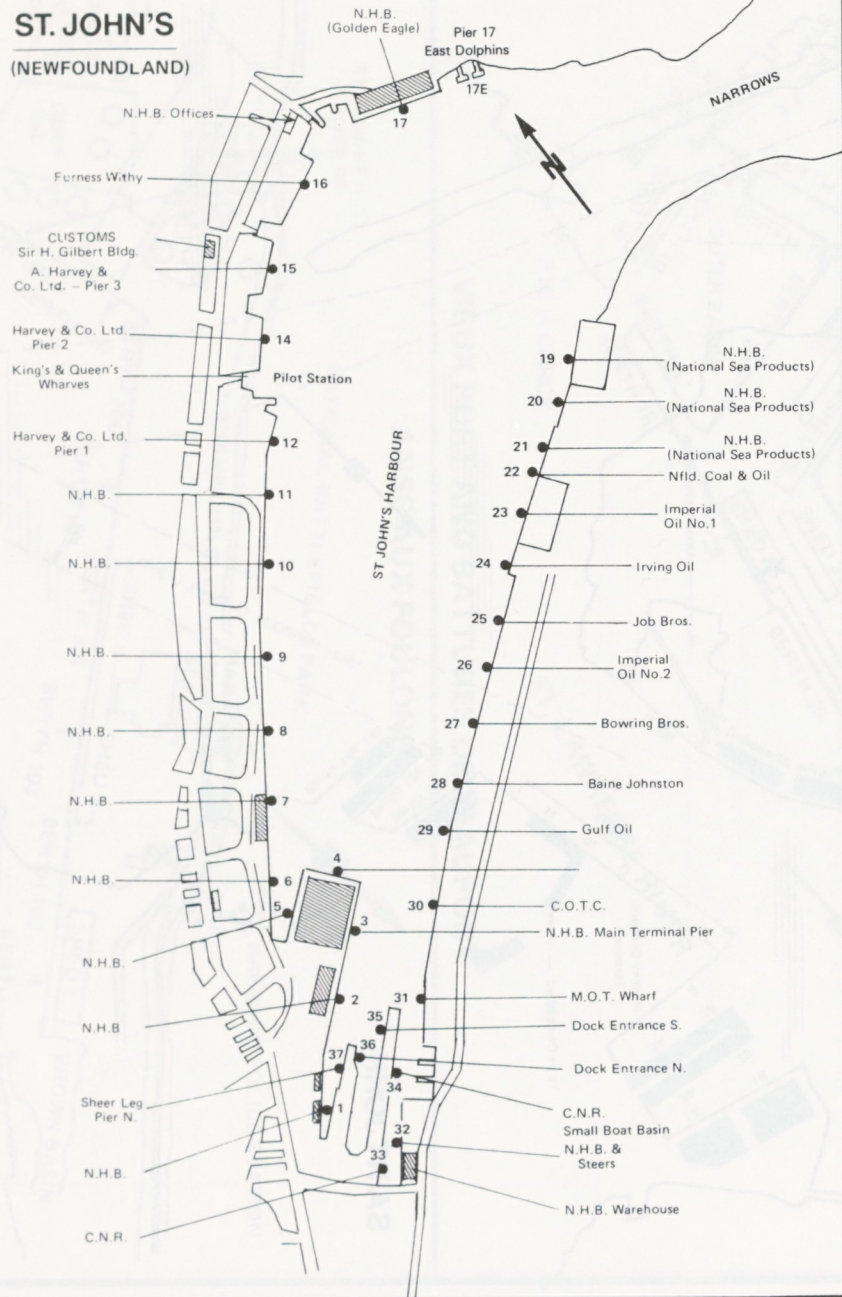 ST. JOHN'S
(NEWFOUNDLAND)
N.H.B.
(Golden Eagle)
Pier 17
East Dolphins
17E
17
NARROWS
N
N.H.B. Offices
Furness Withy
16
CUSTOMS
Sir H. Gilbert Bldg.
A. Harvey &
Co. Ltd. – Pier 3
15
Harvey & Co. Ltd.
Pier 2
14
King's & Queen's
Wharves
Pilot Station
Harvey & Co. Ltd.
Pier 1
12
N.H.B.
11
N.H.B.
10
N.H.B.
9
N.H.B.
8
N.H.B.
7
N.H.B.
6
5
N.H.B.
N.H.B
2
Sheer Leg
Pier N.
37
N.H.B.
1
C.N.R.
33
ST JOHN'S HARBOUR
19
N.H.B.
(National Sea Products)
20
N.H.B.
(National Sea Products)
21
N.H.B.
(National Sea Products)
22
Nfld. Coal & Oil
23
Imperial
Oil No.1
24
Irving Oil
25
Job Bros.
26
Imperial
Oil No.2
27
Bowring Bros.
28
Baine Johnston
29
Gulf Oil
4
30
C.O.T.C.
3
N.H.B. Main Terminal Pier
31
M.O.T. Wharf
35
Dock Entrance S.
36
Dock Entrance N.
34
C.N.R.
Small Boat Basin
32
N.H.B. &
Steers
N.H.B. Warehouse